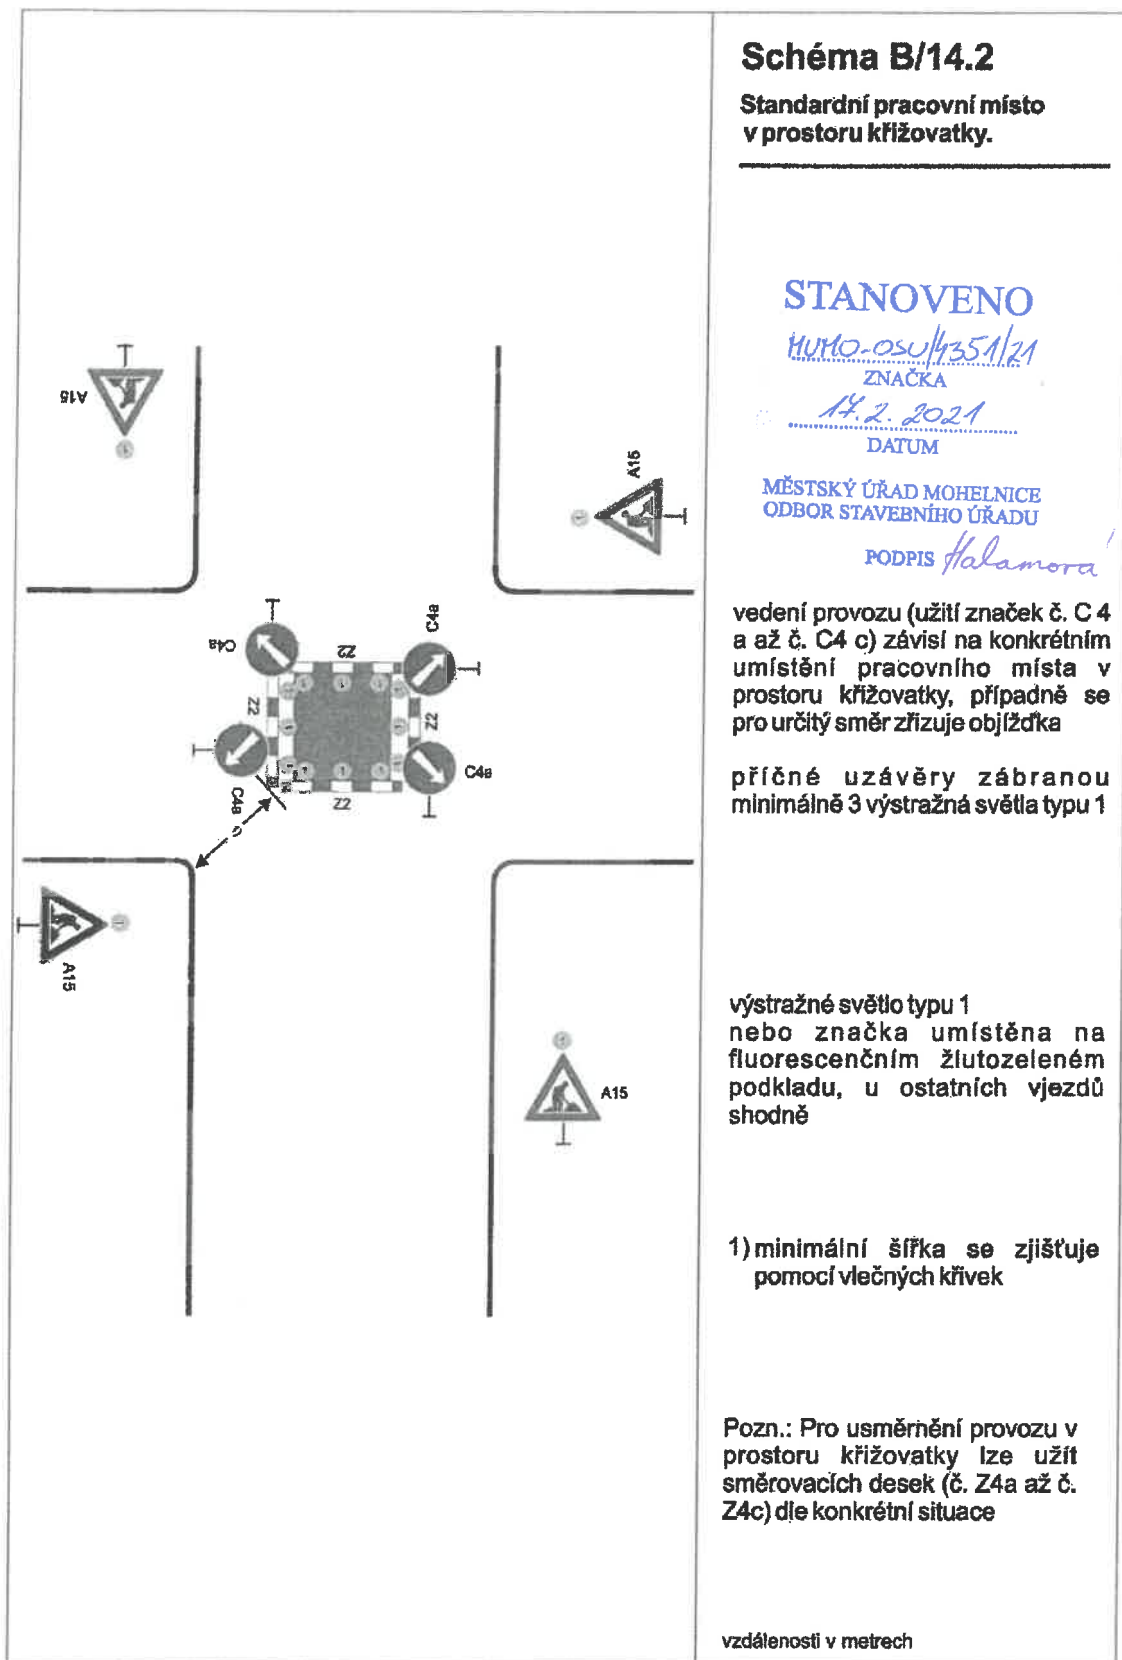 Schéma B/14.2
Standardní pracovní místo
v prostoru křižovatky.
STANOVENO
MUMO-OSU/4351/21
ZNAČKA
17.2.2021
DATUM
MĚSTSKÝ ÚŘAD MOHELNICE
ODBOR STAVEBNÍHO ÚŘADU
PODPIS Halamová
vedení provozu (užití značek č. C 4
a až č. C4 c) závisí na konkrétním
umístění pracovního místa v
prostoru křižovatky, případně se
pro určitý směr zřizuje objížďka
příčné uzávěry zábranou
minimálně 3 výstražná světla typu 1
výstražné světlo typu 1
nebo značka umístěna na
fluorescenčním žlutozeleném
podkladu, u ostatních vjezdů
shodně
1) minimální šířka se zjišťuje
pomocí vlečných křivek
Pozn.: Pro usměrnění provozu v
prostoru křižovatky lze užít
směrovacích desek (č. Z4a až č.
Z4c) dle konkrétní situace
vzdálenosti v metrech
A15
A15
C4a
C4a
Z2
Z2
Z2
C4a
C4a
Z2
A15
A15